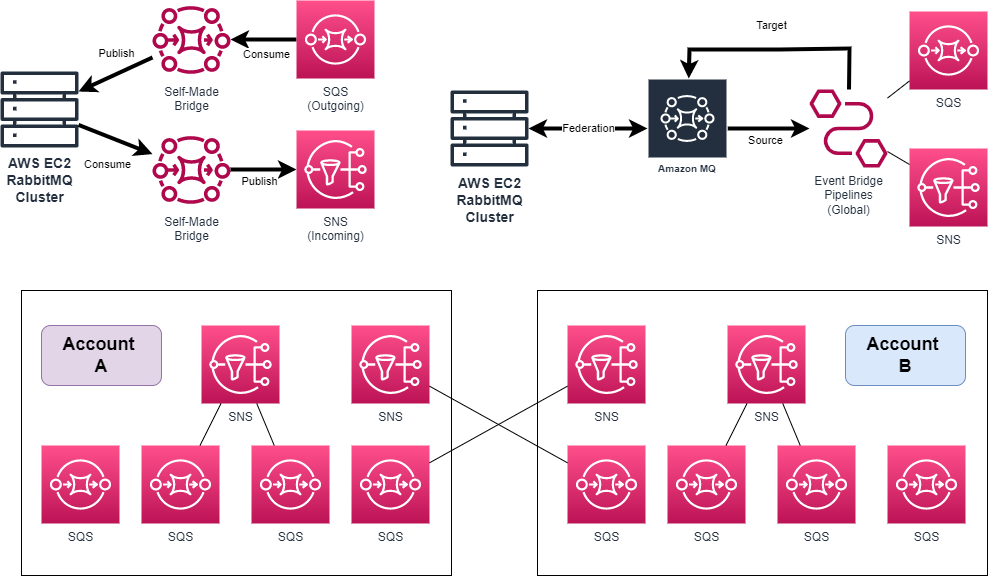 Publish
Consume
Self-Made
Bridge
SQS
(Outgoing)
AWS EC2
RabbitMQ
Cluster
Consume
Publish
Self-Made
Bridge
SNS
(Incoming)
Target
AWS EC2
RabbitMQ
Cluster
Federation
Amazon MQ
Source
Event Bridge
Pipelines
(Global)
SQS
SNS
Account
A
SNS
SNS
SQS
SQS
SQS
SQS
Account
B
SNS
SNS
SQS
SQS
SQS
SQS